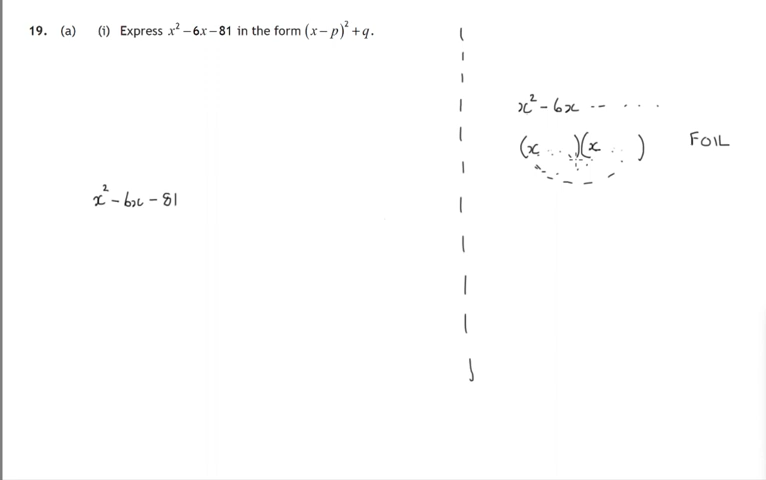 19. (a) (i) Express x² – 6x – 81 in the form (x – p)² + q.
x² – 6x – 81
x² – 6x -- . . . .
(x ... .)(x .. ) FOIL